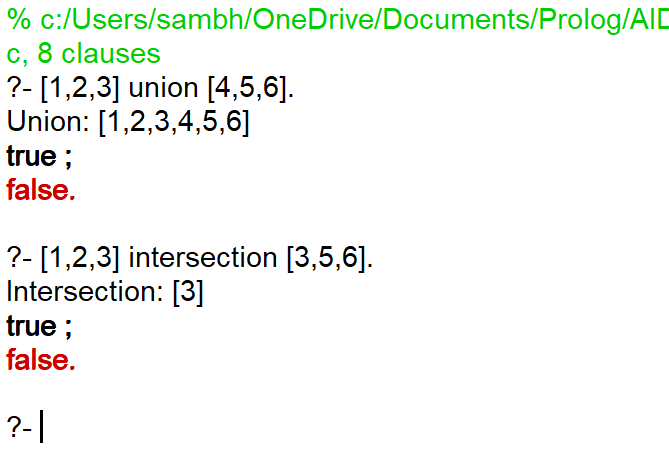 % c:/Users/sambh/OneDrive/Documents/Prolog/AID
c, 8 clauses
?- [1,2,3] union [4,5,6].
Union: [1,2,3,4,5,6]
true ;
false.
?- [1,2,3] intersection [3,5,6].
Intersection: [3]
true ;
false.
?-